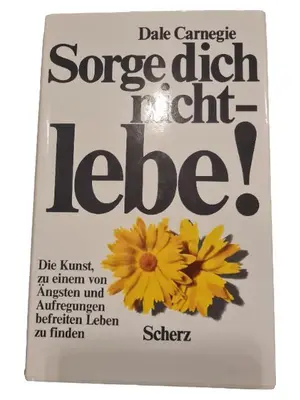 Dale Carnegie
Sorge dich
nicht–
lebe!
Die Kunst,
zu einem von
Ängsten und
Aufregungen
befreiten Leben
zu finden
Scherz